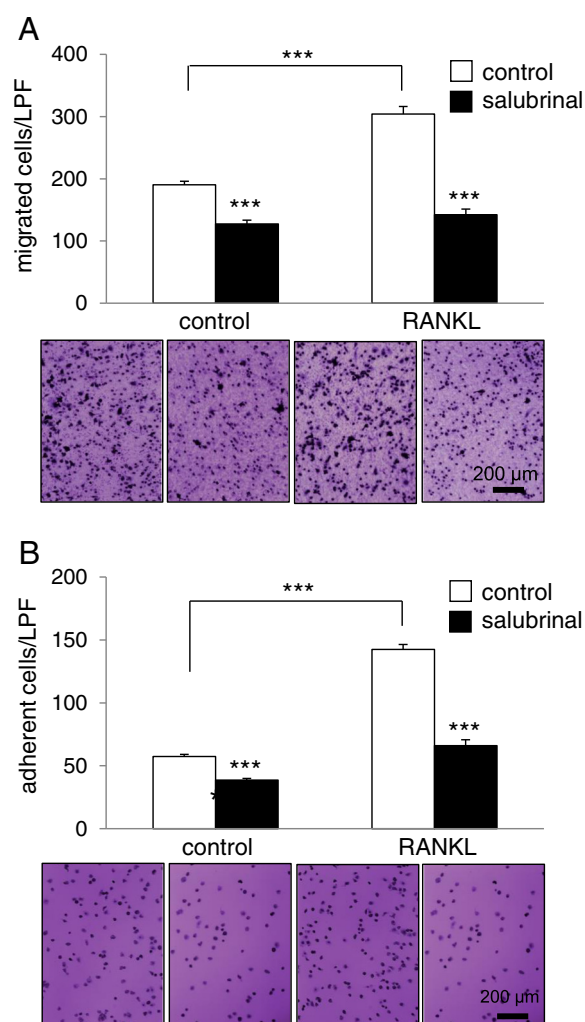 A
migrated cells/LPF
400
300
200
100
0
***
control
salubrinal
***
***
control
RANKL
200 µm
B
adherent cells/LPF
200
150
100
50
0
***
control
salubrinal
***
***
*
control
RANKL
200 µm